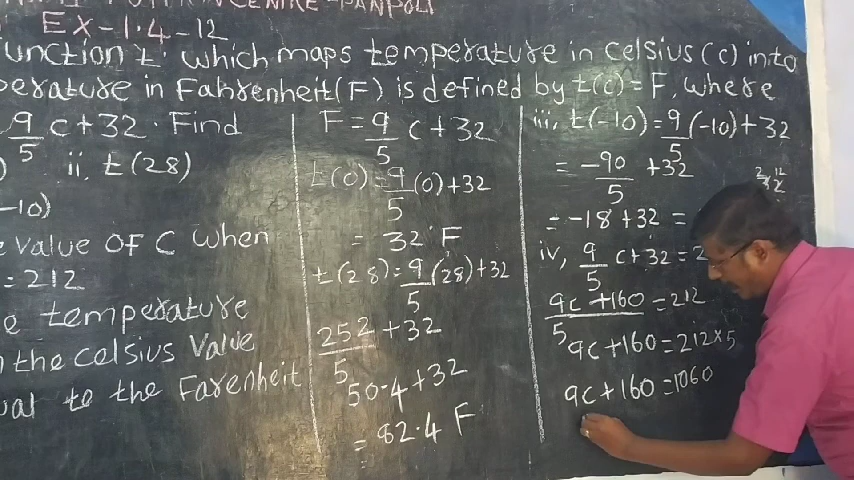 CENTRE-PANPOLI
EX-1.4-12
function t which maps temperature in celsius (c) into
perature in Fahrenheit (F) is defined by t(c) = F, where
9/5 c + 32 . Find
ii, t(28)
-10)
value OF C when
= 212
temperature
the celsius value
ual to the Farenheit
F = 9/5 c + 32
t(0) = 9/5 (0) + 32
= 32° F
t(28) = 9/5 (28) + 32
252/5 + 32
50.4 + 32
= 82.4 F
iii, t(-10) = 9/5 (-10) + 32
= -90/5 + 32
= -18 + 32 =
iv, 9/5 c + 32 = 2
9c + 160/5 = 212
9c + 160 = 212 × 5
9c + 160 = 1060